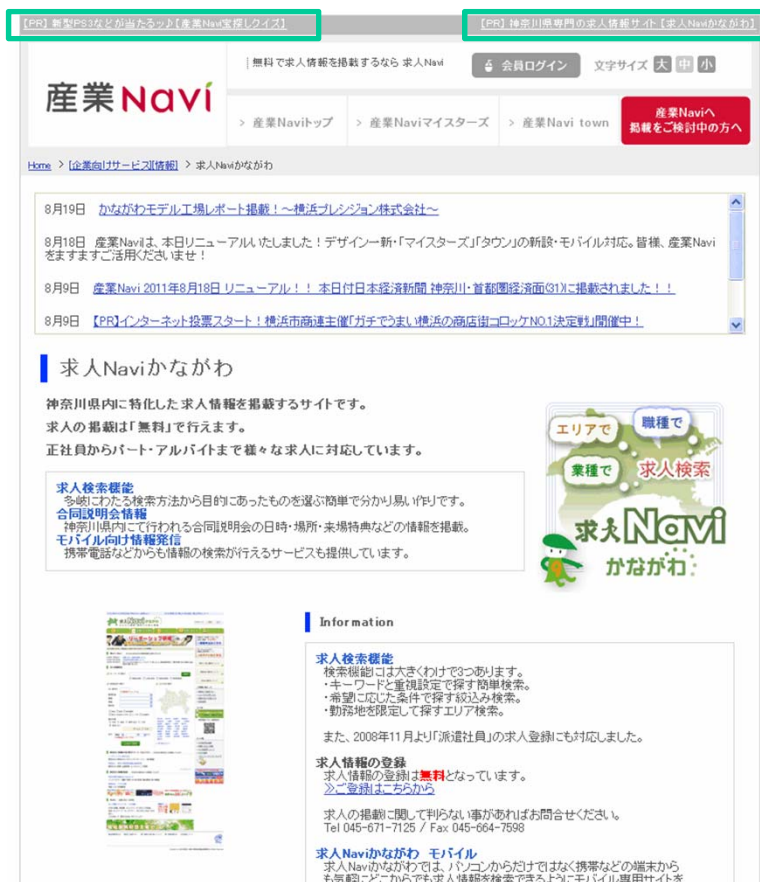 [PR] 新型PS3などが当たるッ♪【産業Navi宝探しクイズ】
[PR] 神奈川県専門の求人情報サイト【求人Naviかながわ】
産業Navi
|無料で求人情報を掲載するなら 求人Navi
会員ログイン
文字サイズ 大 中 小
> 産業Naviトップ
> 産業Naviマイスターズ
> 産業Navi town
産業Naviへ
掲載をご検討中の方へ
Home > [企業向けサービス][情報] > 求人Naviかながわ
8月19日 かながわモデル工場レポート掲載!~横浜プレシジョン株式会社~
8月18日 産業Naviは、本日リニューアルいたしました!デザイン一新・「マイスターズ」「タウン」の新設・モバイル対応。皆様、産業Navi
をますますご活用くださいませ!
8月9日 産業Navi 2011年8月18日 リニューアル!! 本日付日本経済新聞 神奈川・首都圏経済面(31)に掲載されました!!
8月9日 【PR】インターネット投票スタート!横浜市商連主催「ガチでうまい横浜の商店街コロッケNO.1決定戦」開催中!
求人Naviかながわ
神奈川県内に特化した求人情報を掲載するサイトです。
求人の掲載は「無料」で行えます。
正社員からパート・アルバイトまで様々な求人に対応しています。
求人検索機能
多岐にわたる検索方法から目的にあったものを選ぶ簡単で分かり易い作りです。
合同説明会情報
神奈川県内にて行われる合同説明会の日時・場所・来場特典などの情報を掲載。
モバイル向け情報発信
携帯電話などからも情報の検索が行えるサービスも提供しています。
エリアで
職種で
業種で
求人検索
求人Navi
かながわ
Information
求人検索機能
検索機能には大きくわけて3つあります。
・キーワードと重視設定で探す簡単検索。
・希望に応じた条件で探す絞込み検索。
・勤務地を限定して探すエリア検索。
また、2008年11月より「派遣社員」の求人登録にも対応しました。
求人情報の登録
求人情報の登録は無料となっています。
≫ご登録はこちらから
求人の掲載に関して判らない事があればお問合せください。
Tel 045-671-7125 / Fax 045-664-7598
求人Naviかながわ モバイル
求人Naviかながわでは、パソコンからだけではなく携帯などの端末から
も気軽にどこからでも求人情報を検索できるようにモバイル専用サイトを